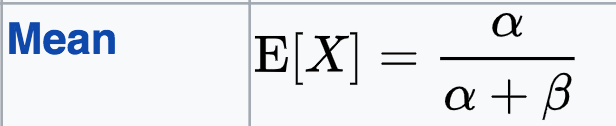 Mean E[X] = α / (α + β)